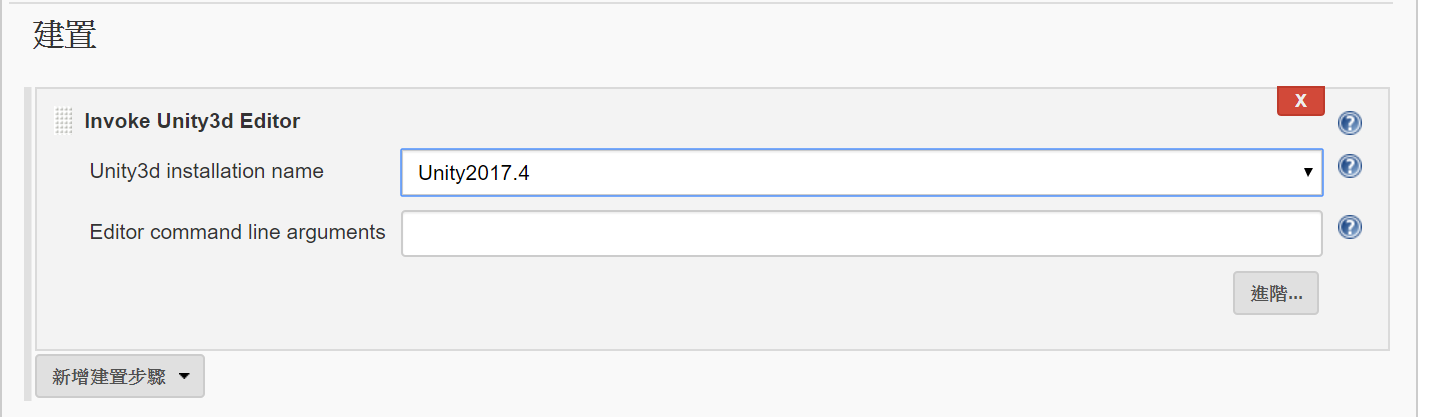 建置
X
Invoke Unity3d Editor
Unity3d installation name
Unity2017.4
Editor command line arguments
進階...
新增建置步驟